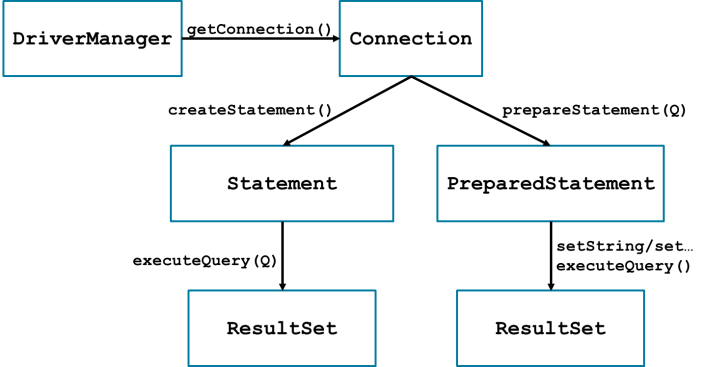 DriverManager
getConnection()
Connection
createStatement()
prepareStatement(Q)
Statement
PreparedStatement
executeQuery(Q)
setString/set…
executeQuery()
ResultSet
ResultSet